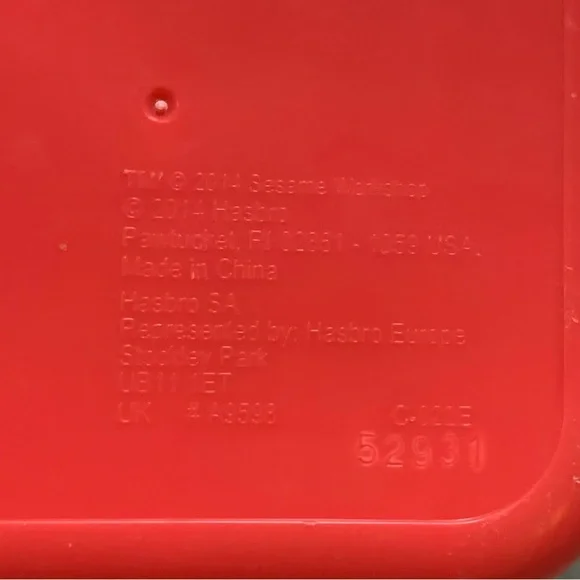 TM © 2014 Sesame Workshop
© 2014 Hasbro
Pawtucket, RI 02861 - 1059 USA.
Made in China
Hasbro SA
Represented by: Hasbro Europe
Stockley Park
UB11 1ET
UK # A9598
52931